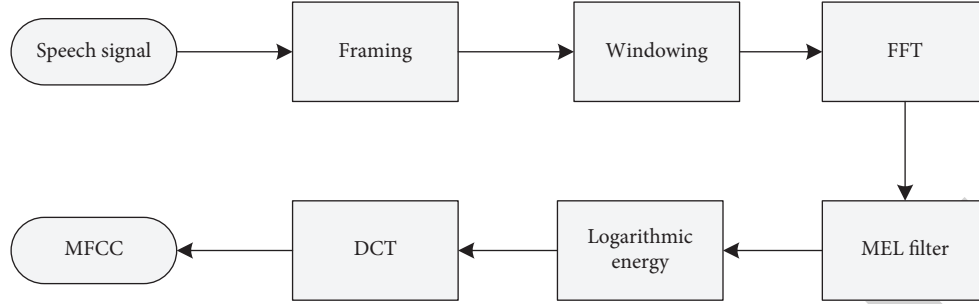 Speech signal
Framing
Windowing
FFT
MFCC
DCT
Logarithmic
energy
MEL filter